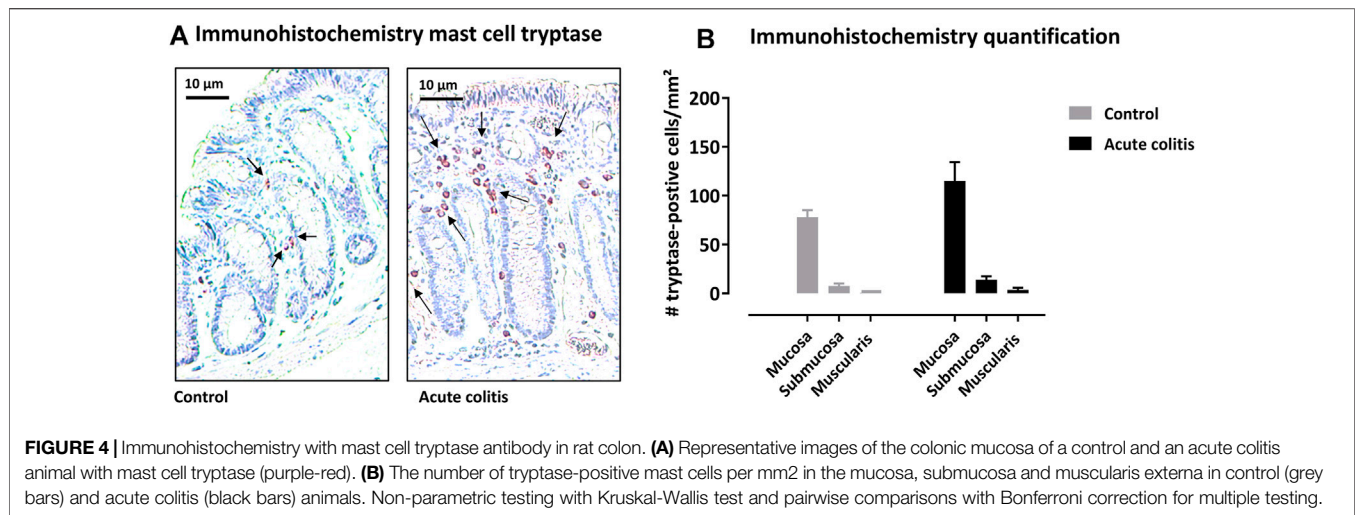 A Immunohistochemistry mast cell tryptase
10 µm
10 µm
Control
Acute colitis
B Immunohistochemistry quantification
# tryptase-postive cells/mm²
200
150
100
50
0
Mucosa
Submucosa
Muscularis
Mucosa
Submucosa
Muscularis
Control
Acute colitis
FIGURE 4 | Immunohistochemistry with mast cell tryptase antibody in rat colon. (A) Representative images of the colonic mucosa of a control and an acute colitis
animal with mast cell tryptase (purple-red). (B) The number of tryptase-positive mast cells per mm2 in the mucosa, submucosa and muscularis externa in control (grey
bars) and acute colitis (black bars) animals. Non-parametric testing with Kruskal-Wallis test and pairwise comparisons with Bonferroni correction for multiple testing.